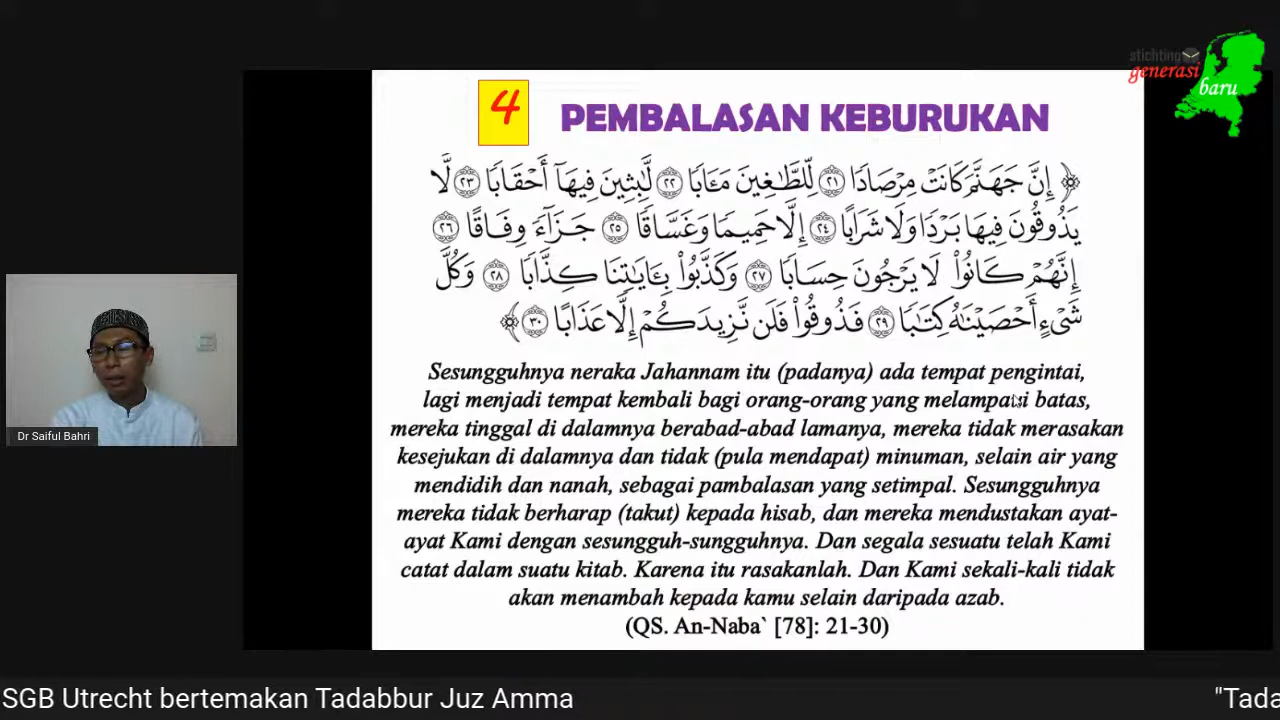 stichting
generasi
baru
4 PEMBALASAN KEBURUKAN
﴿ إِنَّ جَهَنَّمَ كَانَتْ مِرْصَادًا ٢١ لِّلطَّـٰغِينَ مَـَٔابًا ٢٢ لَّـٰبِثِينَ فِيهَآ أَحْقَابًا ٢٣ لَّا
يَذُوقُونَ فِيهَا بَرْدًا وَلَا شَرَابًا ٢٤ إِلَّا حَمِيمًا وَغَسَّاقًا ٢٥ جَزَآءً وِفَاقًا ٢٦
إِنَّهُمْ كَانُوا۟ لَا يَرْجُونَ حِسَابًا ٢٧ وَكَذَّبُوا۟ بِـَٔايَـٰتِنَا كِذَّابًا ٢٨ وَكُلَّ
شَىْءٍ أَحْصَيْنَـٰهُ كِتَـٰبًا ٢٩ فَذُوقُوا۟ فَلَن نَّزِيدَكُمْ إِلَّا عَذَابًا ٣٠ ﴾
Sesungguhnya neraka Jahannam itu (padanya) ada tempat pengintai,
lagi menjadi tempat kembali bagi orang-orang yang melampaui batas,
mereka tinggal di dalamnya berabad-abad lamanya, mereka tidak merasakan
kesejukan di dalamnya dan tidak (pula mendapat) minuman, selain air yang
mendidih dan nanah, sebagai pambalasan yang setimpal. Sesungguhnya
mereka tidak berharap (takut) kepada hisab, dan mereka mendustakan ayat-
ayat Kami dengan sesungguh-sungguhnya. Dan segala sesuatu telah Kami
catat dalam suatu kitab. Karena itu rasakanlah. Dan Kami sekali-kali tidak
akan menambah kepada kamu selain daripada azab.
(QS. An-Naba` [78]: 21-30)
Dr Saiful Bahri
SGB Utrecht bertemakan Tadabbur Juz Amma "Tada